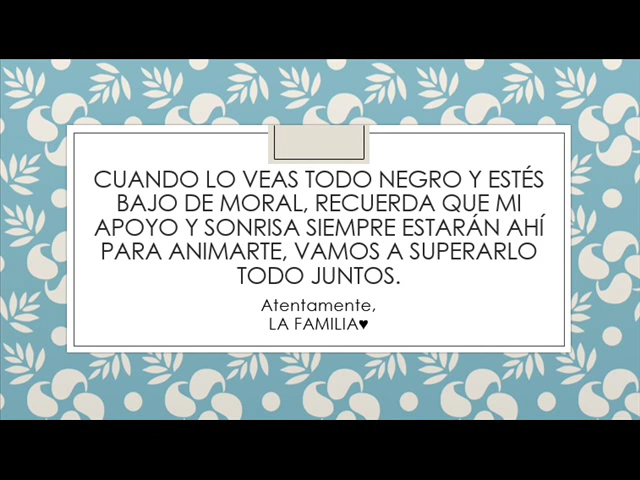 CUANDO LO VEAS TODO NEGRO Y ESTÉS
BAJO DE MORAL, RECUERDA QUE MI
APOYO Y SONRISA SIEMPRE ESTARÁN AHÍ
PARA ANIMARTE, VAMOS A SUPERARLO
TODO JUNTOS.
Atentamente,
LA FAMILIA♥